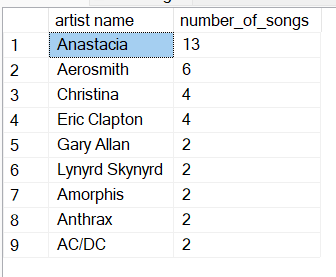 artist name number_of_songs
1 Anastacia 13
2 Aerosmith 6
3 Christina 4
4 Eric Clapton 4
5 Gary Allan 2
6 Lynyrd Skynyrd 2
7 Amorphis 2
8 Anthrax 2
9 AC/DC 2